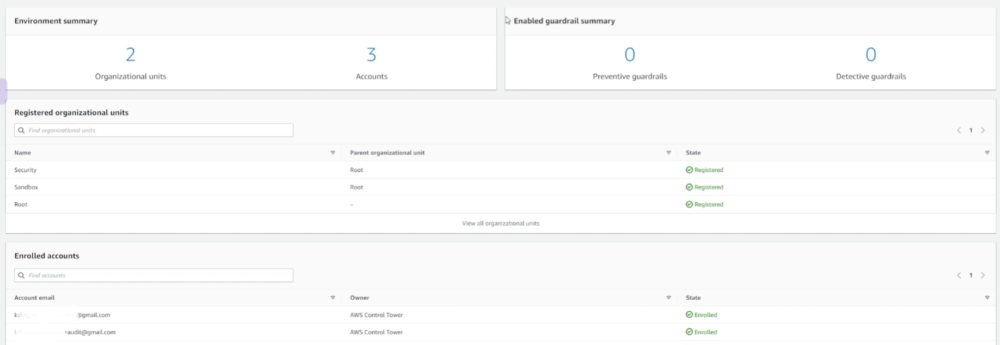 Environment summary
2
Organizational units
3
Accounts
Enabled guardrail summary
0
Preventive guardrails
0
Detective guardrails
Registered organizational units
Find organizational units
1
Name Parent organizational unit State
Security Root Registered
Sandbox Root Registered
Root – Registered
View all organizational units
Enrolled accounts
Find accounts
1
Account email Owner State
@gmail.com AWS Control Tower Enrolled
+audit@gmail.com AWS Control Tower Enrolled